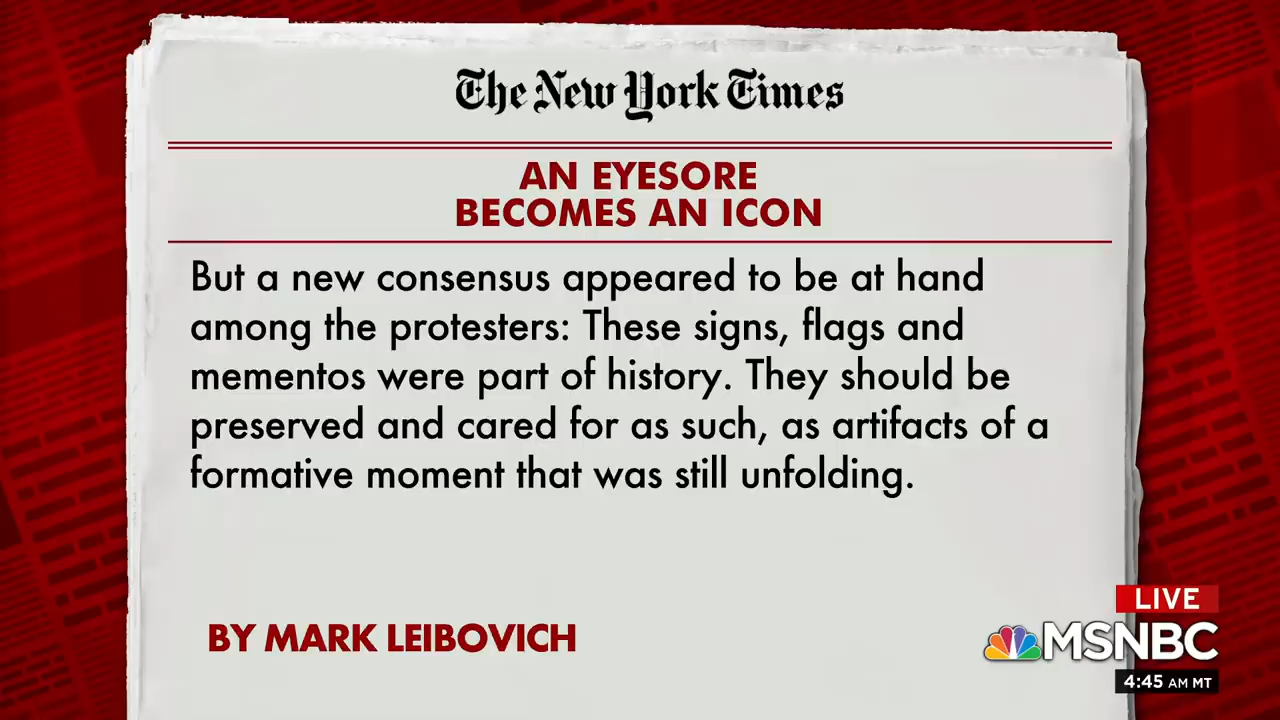 The New York Times
AN EYESORE
BECOMES AN ICON
But a new consensus appeared to be at hand
among the protesters: These signs, flags and
mementos were part of history. They should be
preserved and cared for as such, as artifacts of a
formative moment that was still unfolding.
BY MARK LEIBOVICH
LIVE
MSNBC
4:45 AM MT